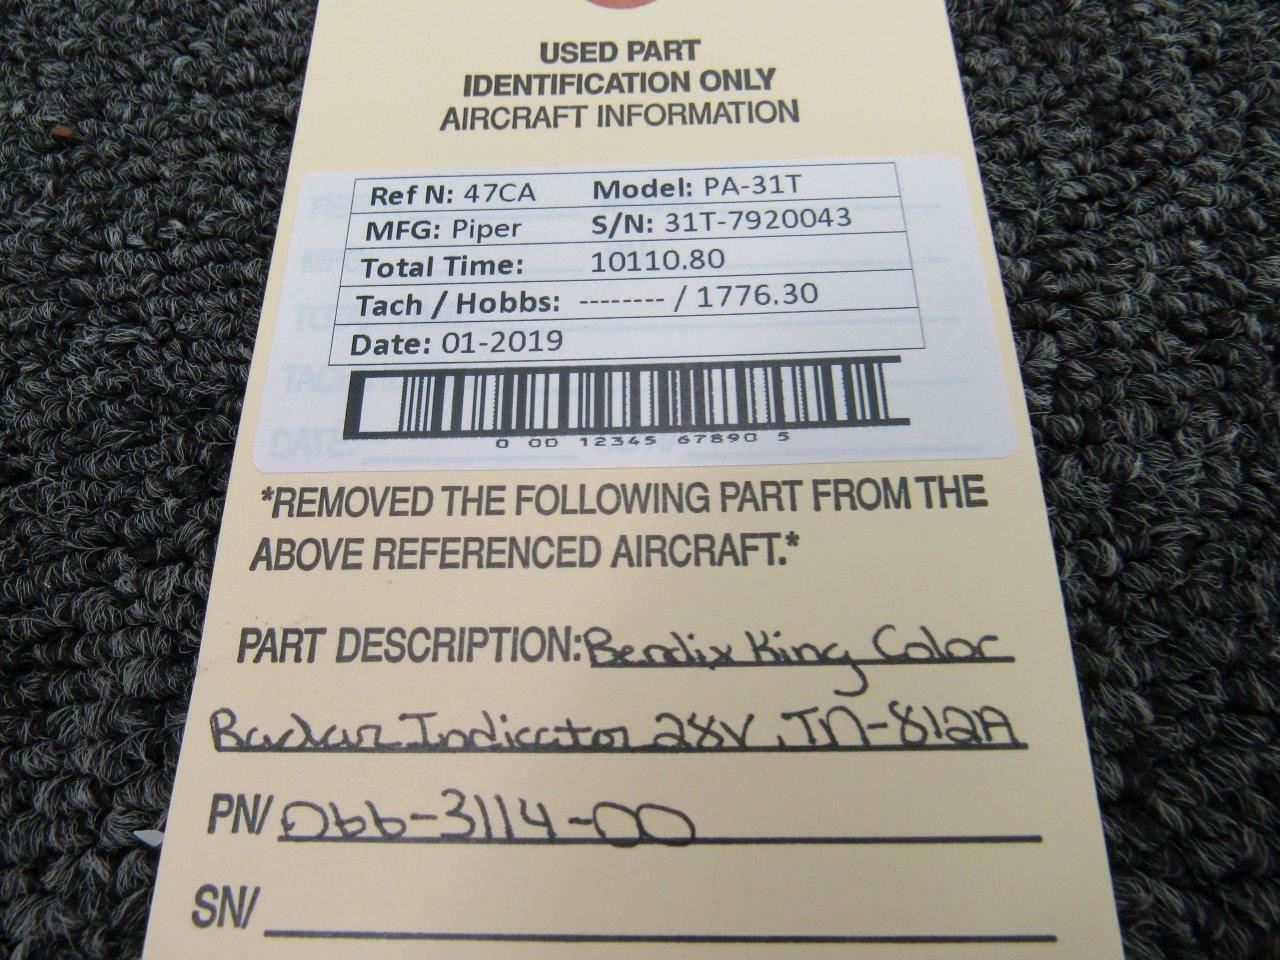 USED PART
IDENTIFICATION ONLY
AIRCRAFT INFORMATION
Ref N: 47CA Model: PA-31T
MFG: Piper S/N: 31T-7920043
Total Time: 10110.80
Tach / Hobbs: -------- / 1776.30
Date: 01-2019
0 00 12345 67890 5
*REMOVED THE FOLLOWING PART FROM THE
ABOVE REFERENCED AIRCRAFT.*
PART DESCRIPTION: Bendix King Color
Radar Indicator 28V, IN-812A
PN/ 066-3114-00
SN/